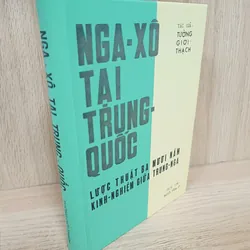 NGA-XÔ
TẠI
TRUNG-
QUỐC
TÁC GIẢ
TƯỞNG
GIỚI
THẠCH
LƯỢC THUẬT BA MƯƠI NĂM
KINH-NGHIỆM GIỮA TRUNG-NGA
NGA XÔ TẠI TRUNG QUỐC